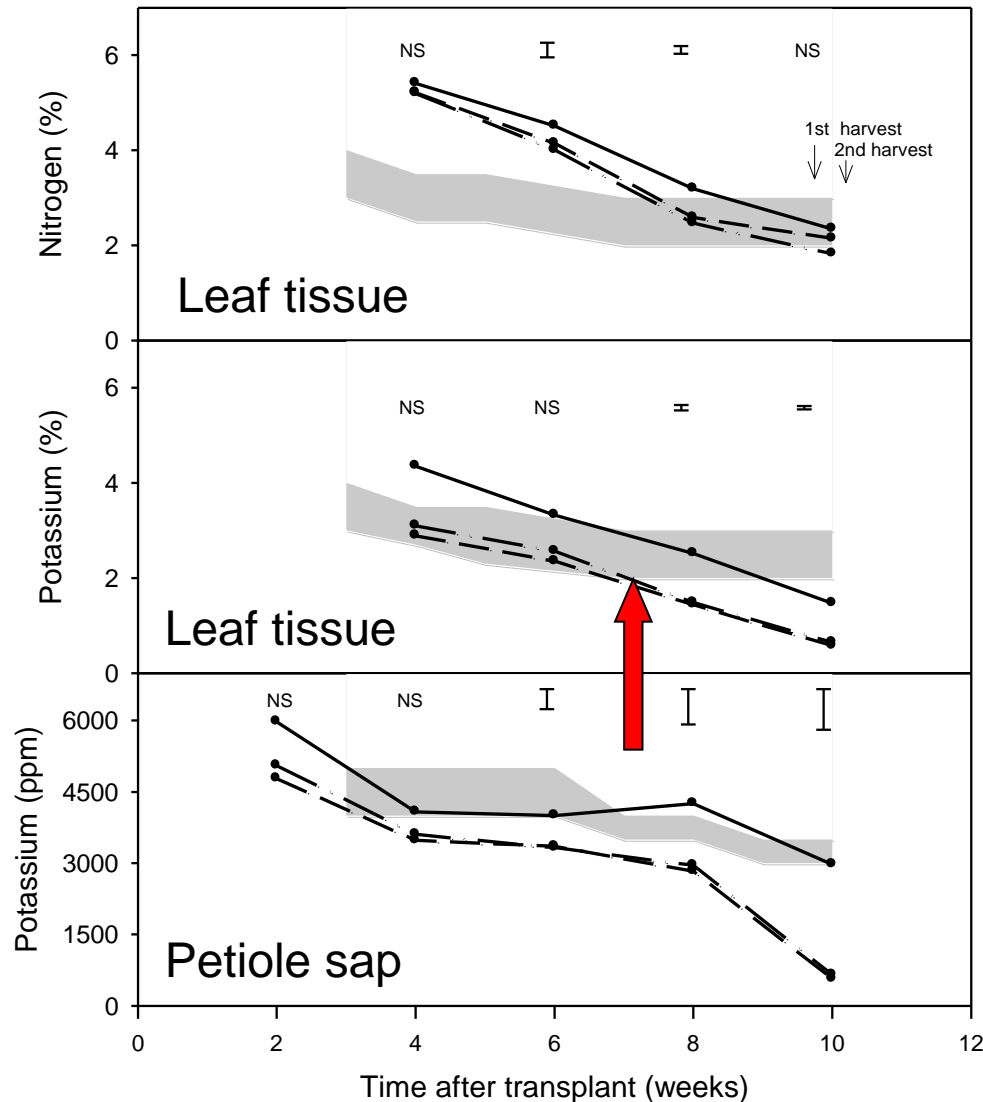 6
NS
NS
4
1st harvest
2nd harvest
Nitrogen (%)
2
Leaf tissue
0
6
NS
NS
4
Potassium (%)
2
Leaf tissue
0
NS
NS
6000
4500
Potassium (ppm)
3000
1500
Petiole sap
0
0 2 4 6 8 10 12
Time after transplant (weeks)